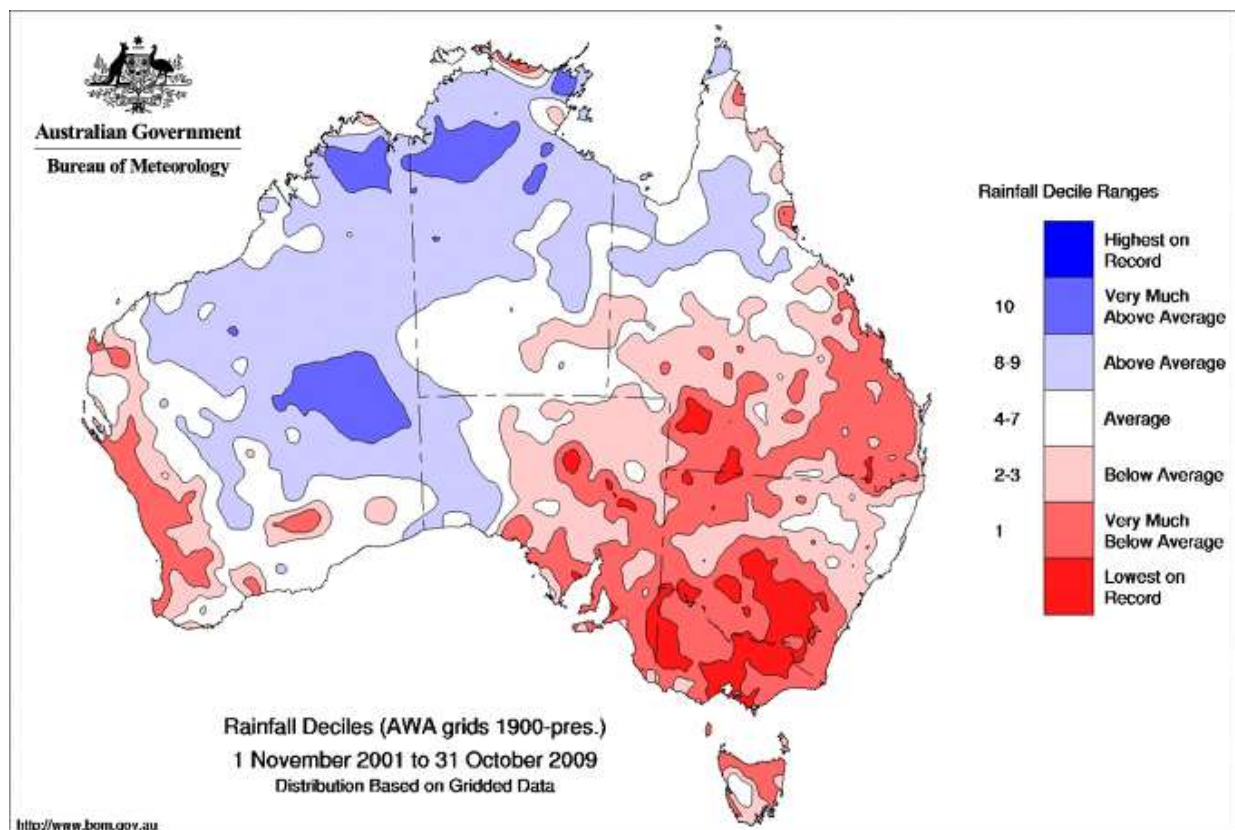 Australian Government
Bureau of Meteorology
Rainfall Decile Ranges
Highest on
Record
10
Very Much
Above Average
8-9
Above Average
4-7
Average
2-3
Below Average
1
Very Much
Below Average
Lowest on
Record
Rainfall Deciles (AWA grids 1900-pres.)
1 November 2001 to 31 October 2009
Distribution Based on Gridded Data
http://www.bom.gov.au